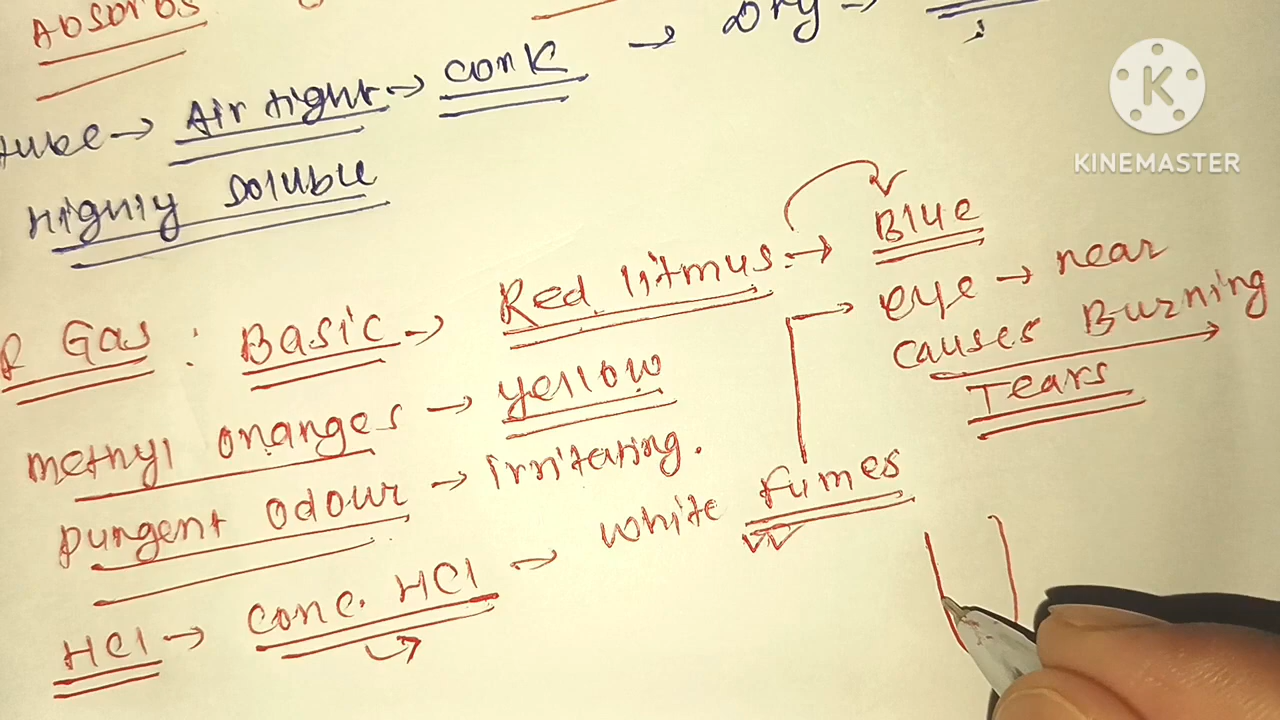 Absorbs
tube → Air tight → conk → Dry →
Highly soluble
R Gas : Basic → Red litmus → Blue
methyl oranges → yellow
eye → near
causes Burning
Tears
Pungent odour → irritating.
HCl → conc. HCl → white fumes
K
KINEMASTER